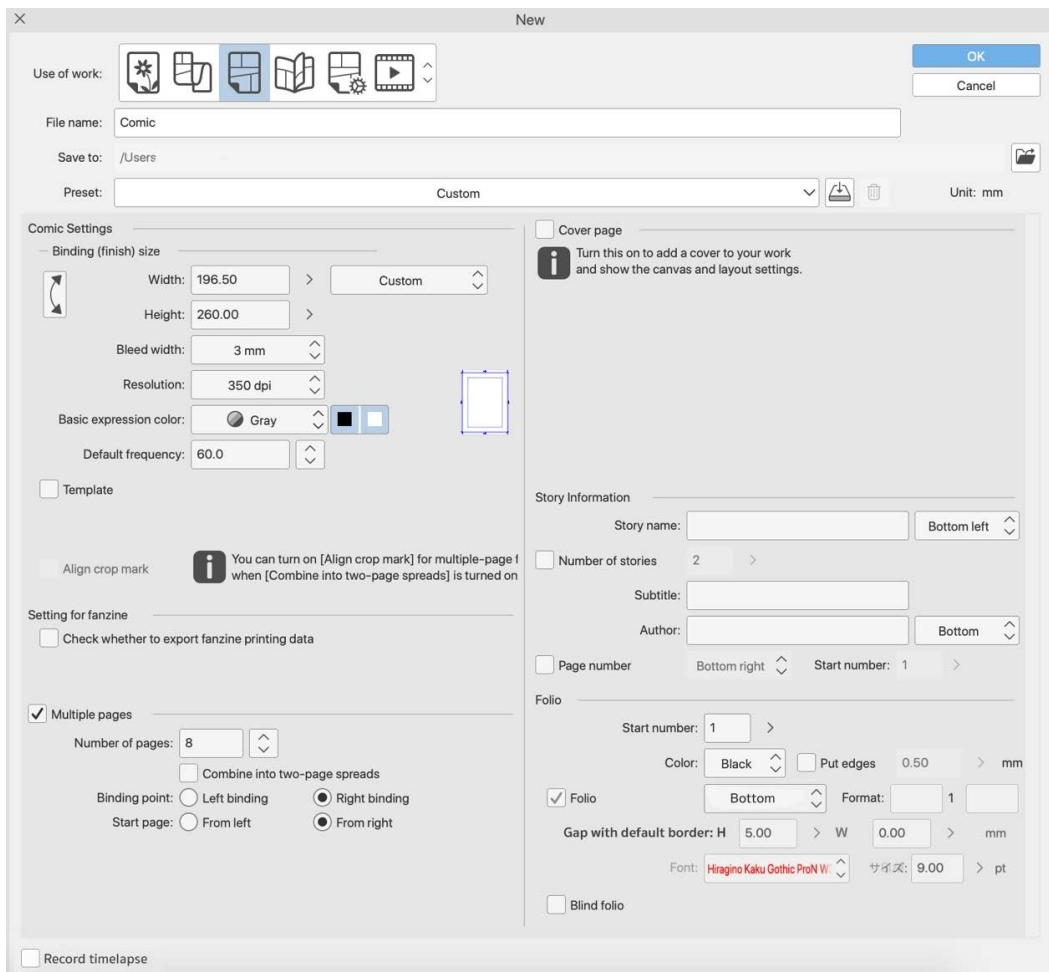 New
Use of work:
OK
Cancel
File name: Comic
Save to: /Users
Preset: Custom Unit: mm
Comic Settings
Binding (finish) size
Width: 196.50 > Custom
Height: 260.00 >
Bleed width: 3 mm
Resolution: 350 dpi
Basic expression color: Gray
Default frequency: 60.0
Template
Align crop mark
You can turn on [Align crop mark] for multiple-page f
when [Combine into two-page spreads] is turned on
Setting for fanzine
Check whether to export fanzine printing data
Multiple pages
Number of pages: 8
Combine into two-page spreads
Binding point: Left binding Right binding
Start page: From left From right
Cover page
Turn this on to add a cover to your work
and show the canvas and layout settings.
Story Information
Story name: Bottom left
Number of stories 2 >
Subtitle:
Author: Bottom
Page number Bottom right Start number: 1 >
Folio
Start number: 1 >
Color: Black Put edges 0.50 > mm
Folio Bottom Format: 1
Gap with default border: H 5.00 > W 0.00 > mm
Font: Hiragino Kaku Gothic ProN W サイズ: 9.00 > pt
Blind folio
Record timelapse